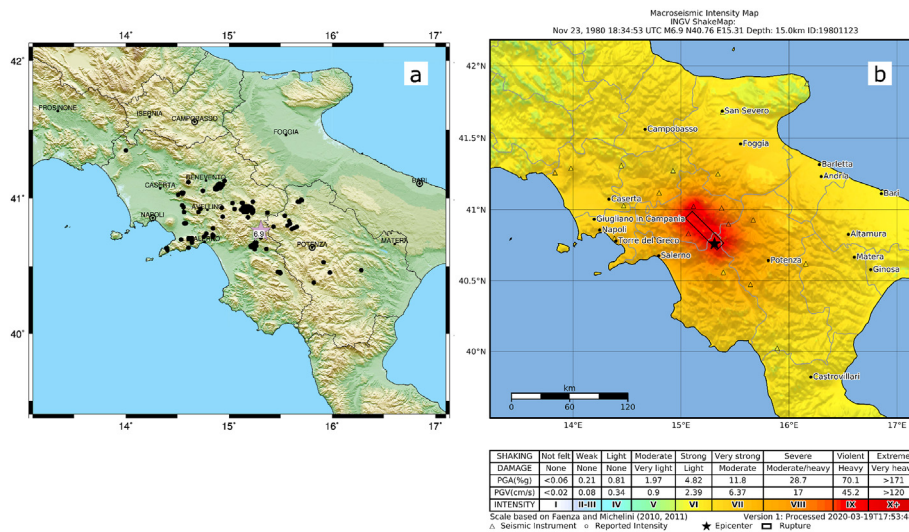 a
42°
41°
40°
14°
15°
16°
17°
FROSINONE
ISERNIA
CAMPOBASSO
FOGGIA
BARI
BENEVENTO
CASERTA
AVELLINO
NAPOLI
6.9
SALERNO
POTENZA
MATERA
Macroseismic Intensity Map
INGV ShakeMap:
Nov 23, 1980 18:34:53 UTC M6.9 N40.76 E15.31 Depth: 15.0km ID:19801123
b
42°N
41.5°N
41°N
40.5°N
40°N
14°E
15°E
16°E
17°E
San Severo
Campobasso
Foggia
Barletta
Andria
Bari
Caserta
Giugliano in Campania
Napoli
Torre del Greco
Salerno
Potenza
Altamura
Matera
Ginosa
Castrovillari
km
0 60 120
SHAKING Not felt Weak Light Moderate Strong Very strong Severe Violent Extreme
DAMAGE None None None Very light Light Moderate Moderate/heavy Heavy Very heav
PGA(%g) <0.06 0.21 0.81 1.97 4.82 11.8 28.7 70.1 >171
PGV(cm/s) <0.02 0.08 0.34 0.9 2.39 6.37 17 45.2 >120
INTENSITY I II-III IV V VI VII VIII IX X+
Scale based on Faenza and Michelini (2010, 2011) Version 1: Processed 2020-03-19T17:53:4
Seismic Instrument Reported Intensity Epicenter Rupture